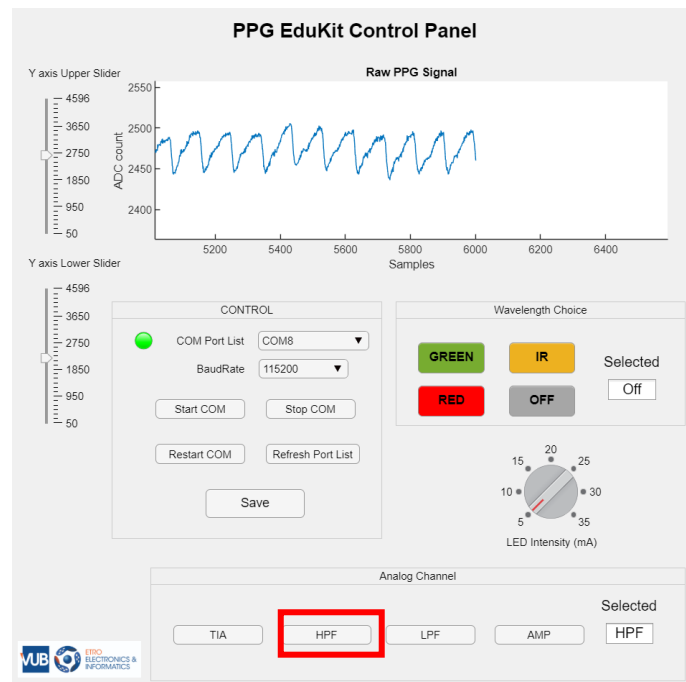 PPG EduKit Control Panel
Y axis Upper Slider
4596
3650
2750
1850
950
50
Raw PPG Signal
2550
2500
2450
2400
ADC count
5200 5400 5600 5800 6000 6200 6400
Samples
Y axis Lower Slider
4596
3650
2750
1850
950
50
CONTROL
COM Port List COM8
BaudRate 115200
Start COM Stop COM
Restart COM Refresh Port List
Save
Wavelength Choice
GREEN IR Selected
RED OFF Off
20
15 25
10 30
5 35
LED Intensity (mA)
Analog Channel
Selected
TIA HPF LPF AMP HPF
VUB
ETRO
ELECTRONICS &
INFORMATICS